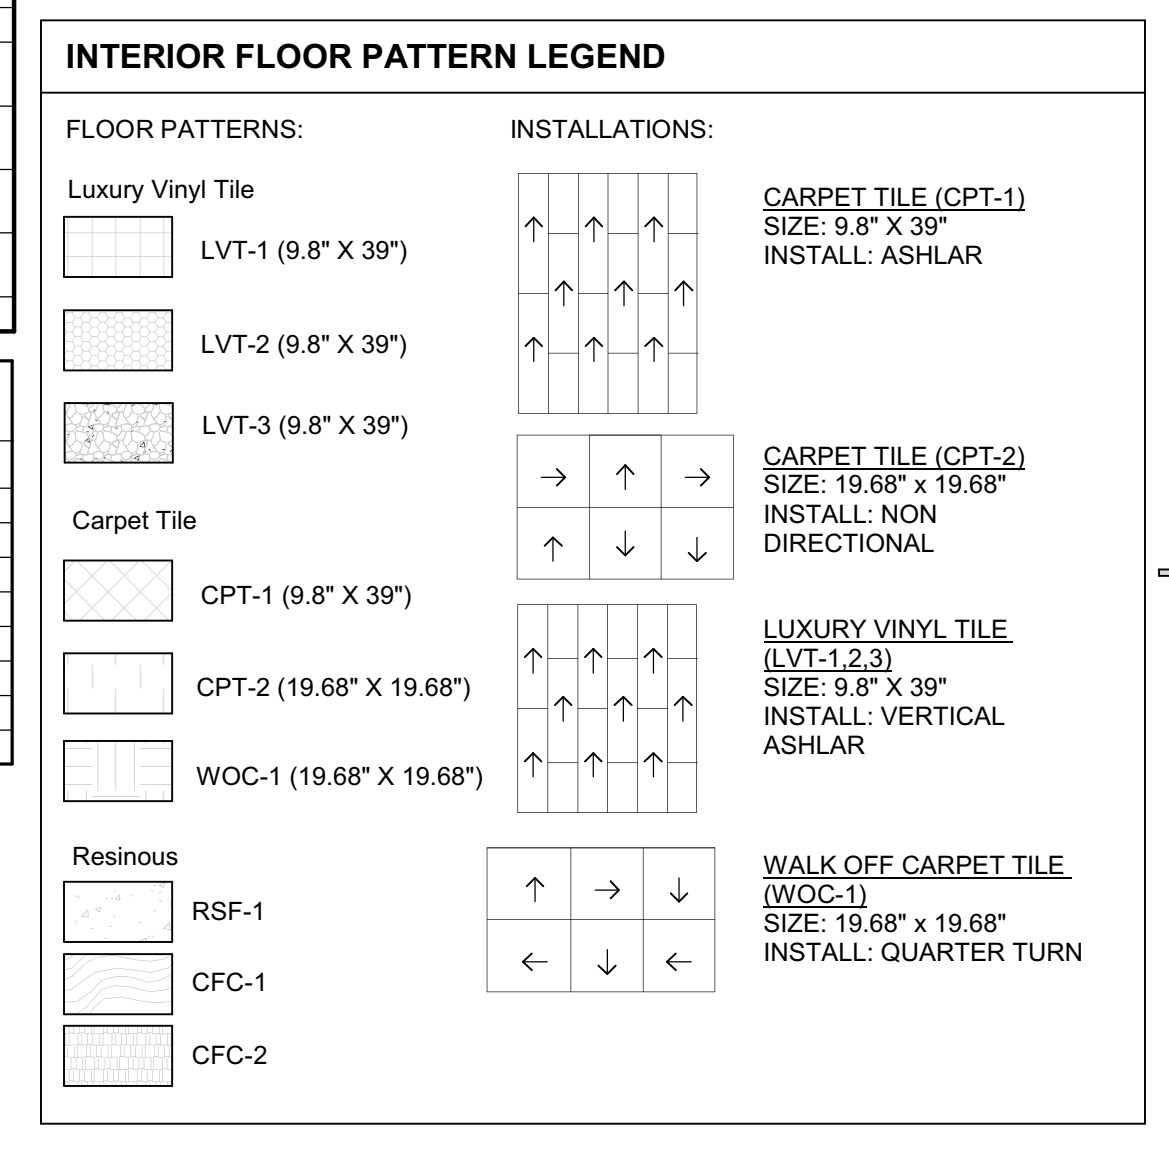 INTERIOR FLOOR PATTERN LEGEND
FLOOR PATTERNS:
Luxury Vinyl Tile
LVT-1 (9.8" X 39")
LVT-2 (9.8" X 39")
LVT-3 (9.8" X 39")
Carpet Tile
CPT-1 (9.8" X 39")
CPT-2 (19.68" X 19.68")
WOC-1 (19.68" X 19.68")
Resinous
RSF-1
CFC-1
CFC-2
INSTALLATIONS:
CARPET TILE (CPT-1)
SIZE: 9.8" X 39"
INSTALL: ASHLAR
CARPET TILE (CPT-2)
SIZE: 19.68" x 19.68"
INSTALL: NON
DIRECTIONAL
LUXURY VINYL TILE
(LVT-1,2,3)
SIZE: 9.8" X 39"
INSTALL: VERTICAL
ASHLAR
WALK OFF CARPET TILE
(WOC-1)
SIZE: 19.68" x 19.68"
INSTALL: QUARTER TURN